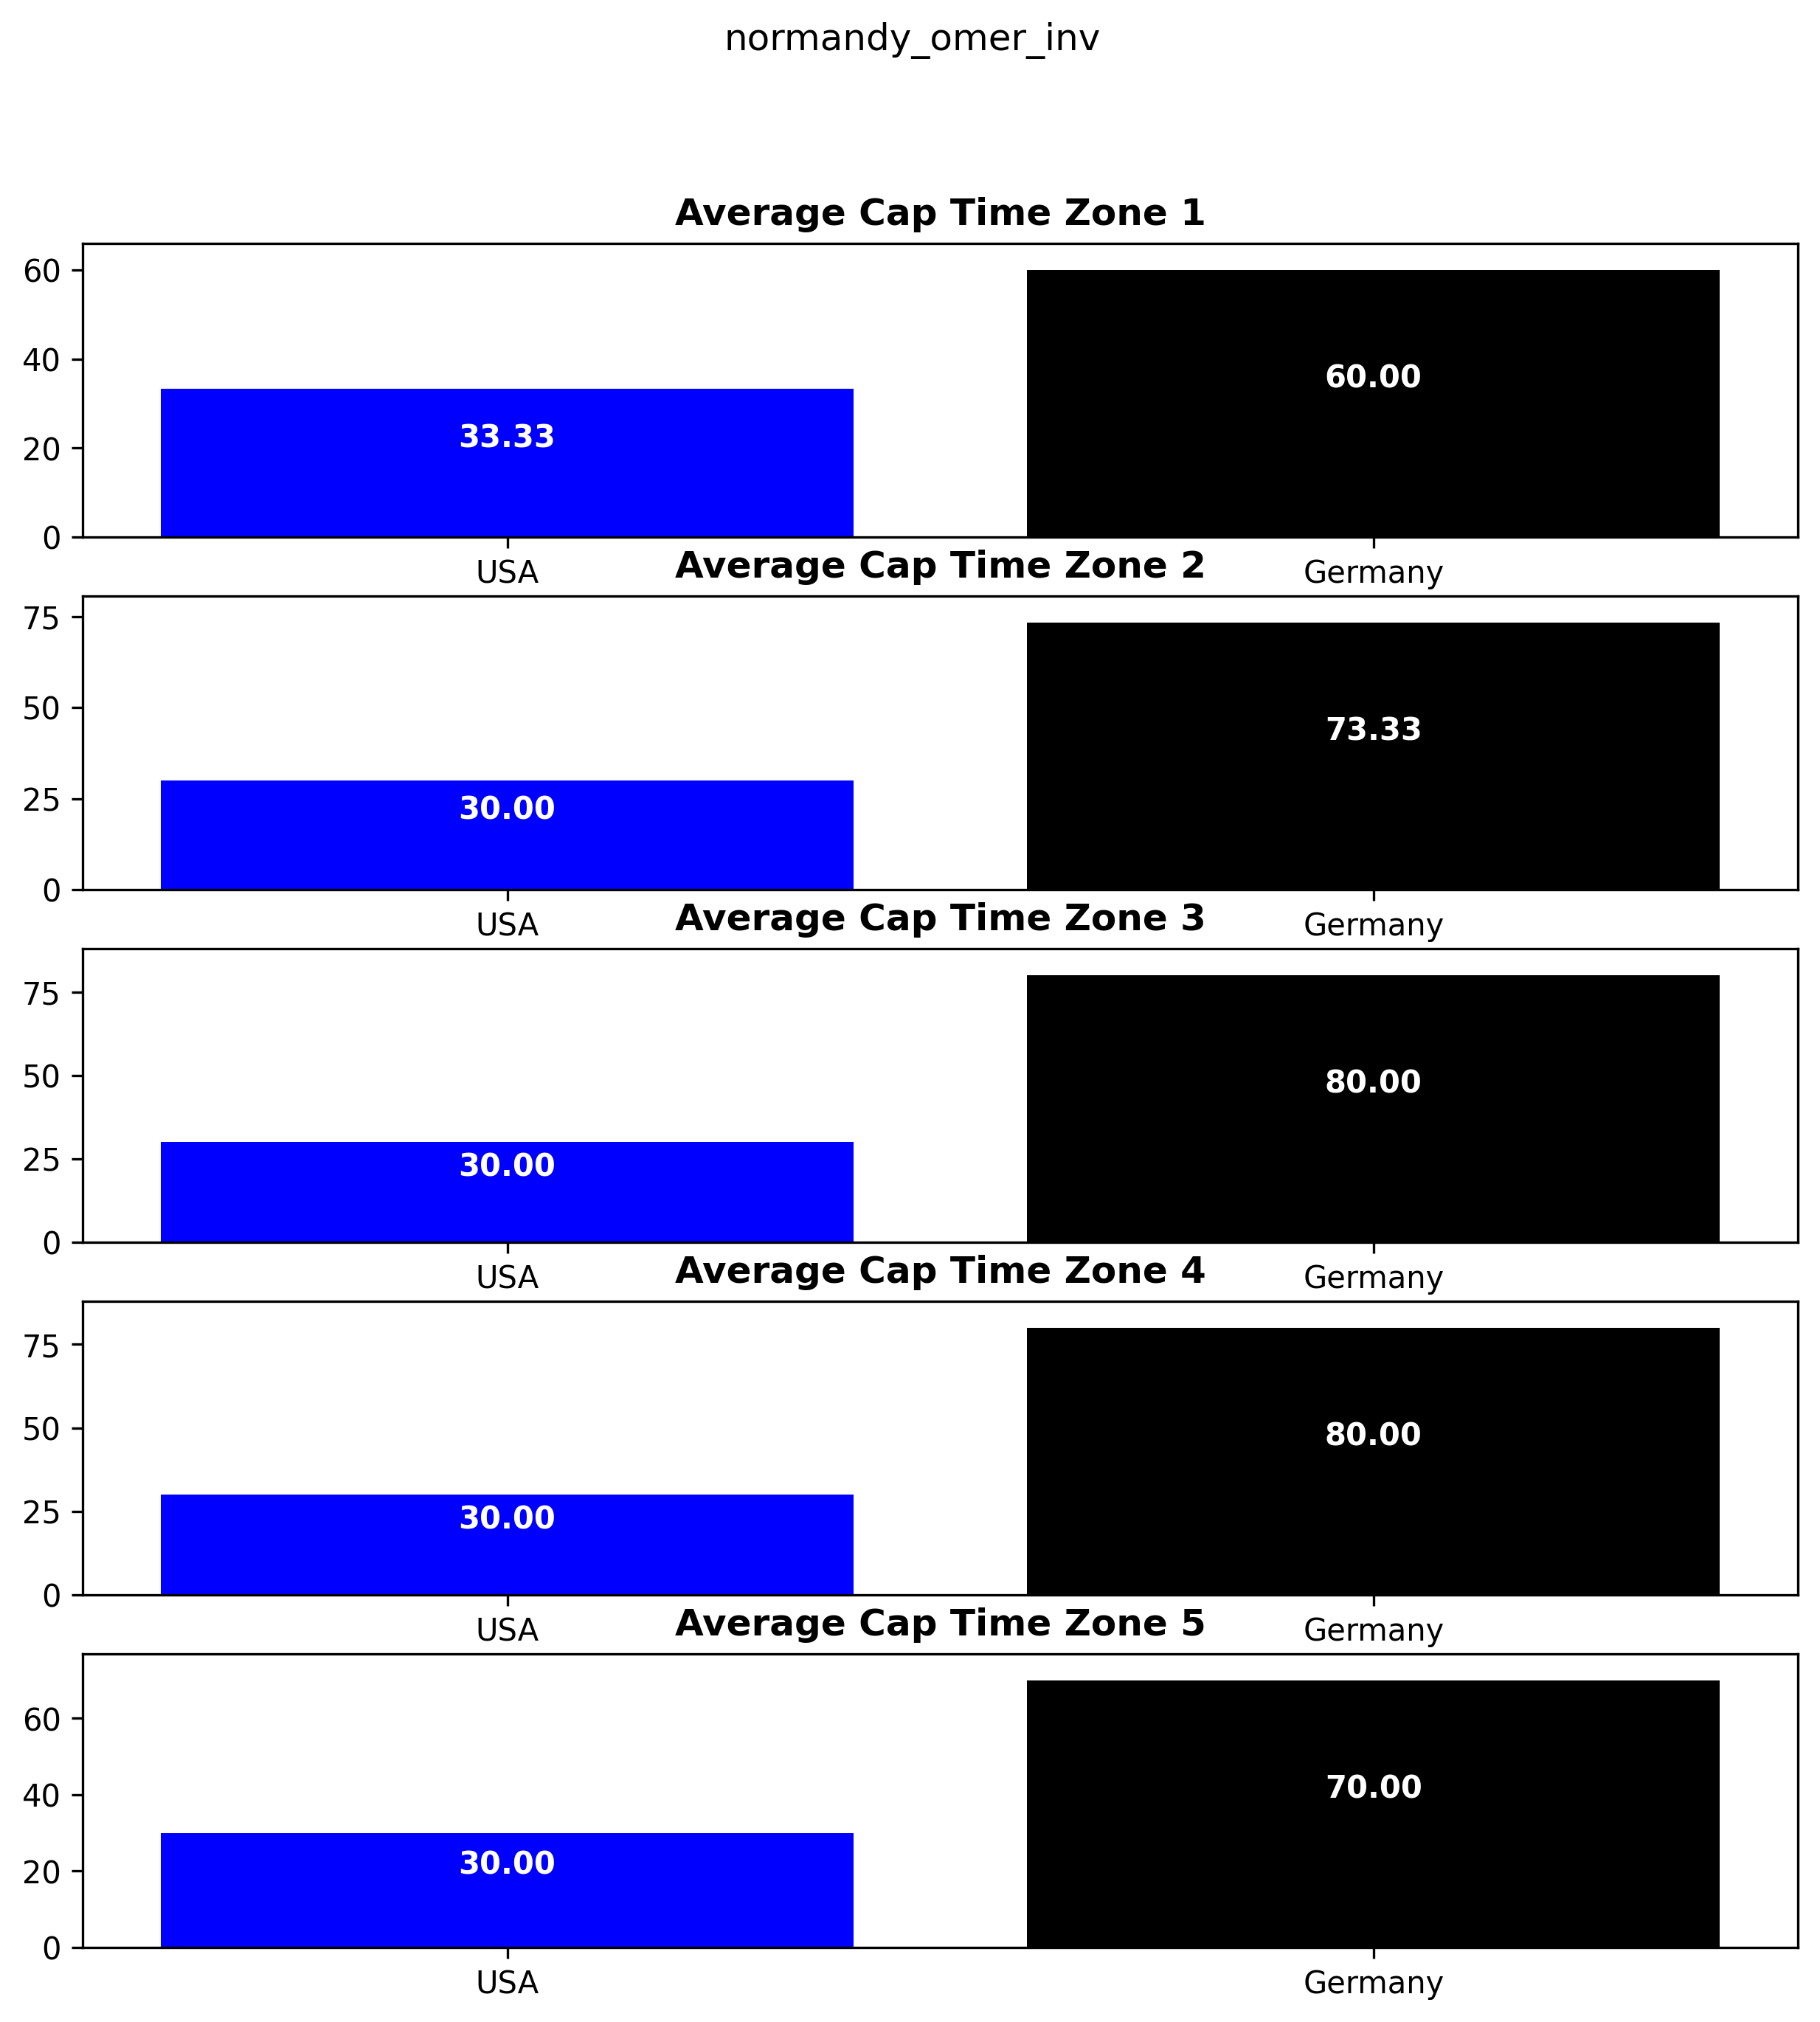 normandy_omer_inv
Average Cap Time Zone 1
60
40
20
0
33.33
60.00
USA
Germany
Average Cap Time Zone 2
75
50
25
0
30.00
73.33
USA
Germany
Average Cap Time Zone 3
75
50
25
0
30.00
80.00
USA
Germany
Average Cap Time Zone 4
75
50
25
0
30.00
80.00
USA
Germany
Average Cap Time Zone 5
60
40
20
0
30.00
70.00
USA
Germany